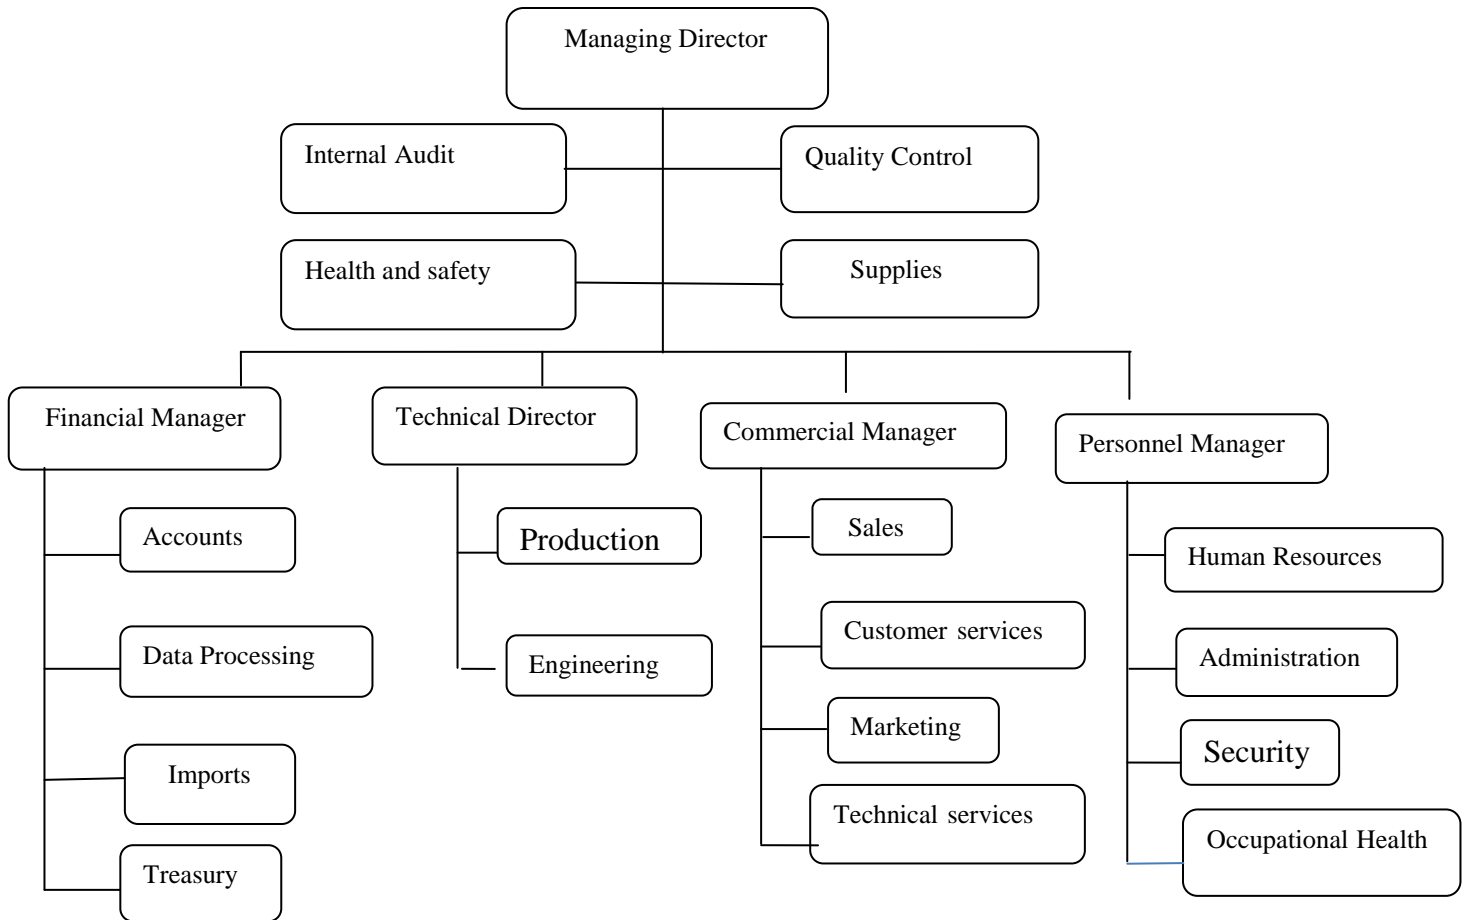 Managing Director
Internal Audit
Quality Control
Health and safety
Supplies
Financial Manager
Technical Director
Commercial Manager
Personnel Manager
Accounts
Data Processing
Imports
Treasury
Production
Engineering
Sales
Customer services
Marketing
Technical services
Human Resources
Administration
Security
Occupational Health